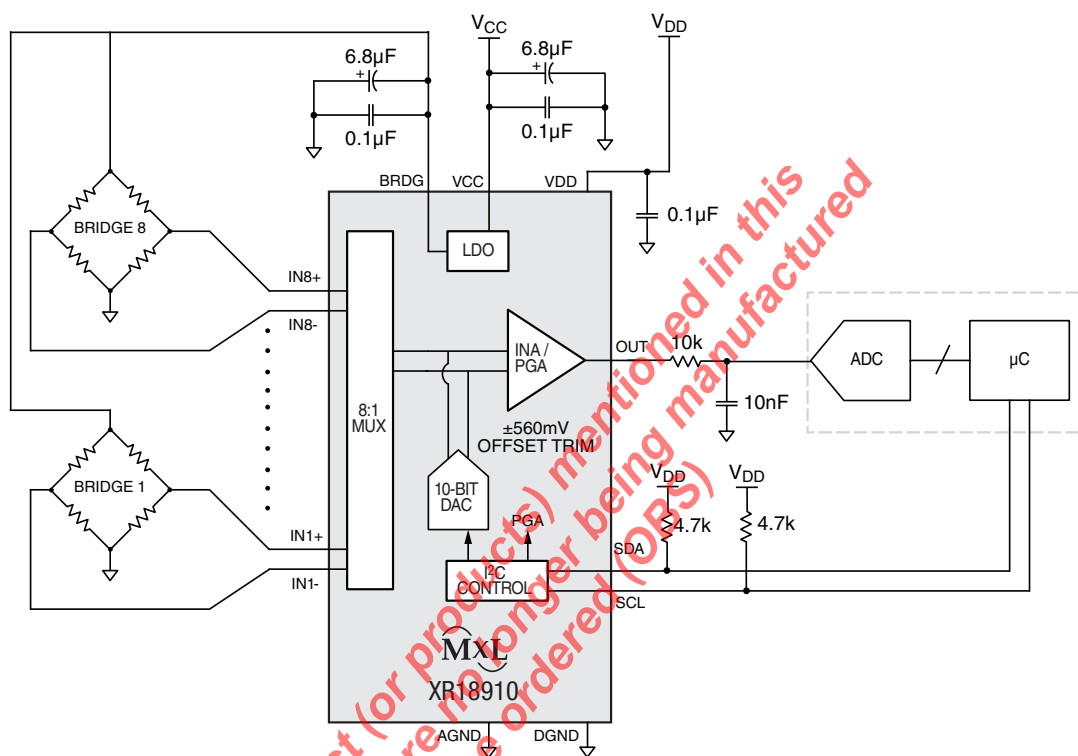 VCC
VDD
6.8µF
+
0.1µF
6.8µF
+
0.1µF
BRDG
VCC
VDD
0.1µF
BRIDGE 8
LDO
IN8+
IN8-
8:1
MUX
INA /
PGA
OUT
10k
ADC
µC
10nF
±560mV
OFFSET TRIM
10-BIT
DAC
BRIDGE 1
VDD
VDD
4.7k
4.7k
PGA
IN1+
IN1-
I²C
CONTROL
SDA
SCL
MXL
XR18910
AGND
DGND
ct (or products) mentioned in this
are no longer being manufactured
e ordered (OBS)